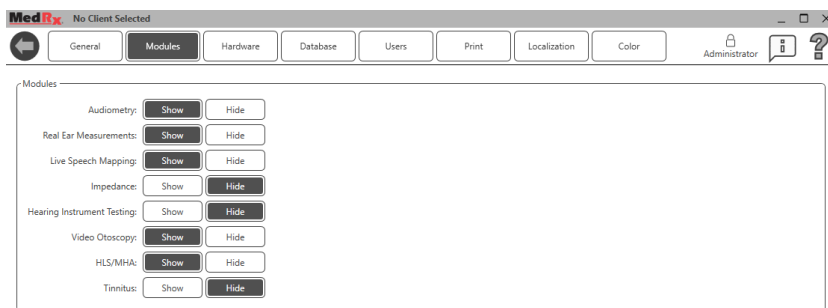 MedRx No Client Selected
General Modules Hardware Database Users Print Localization Color Administrator
Modules
Audiometry: Show Hide
Real Ear Measurements: Show Hide
Live Speech Mapping: Show Hide
Impedance: Show Hide
Hearing Instrument Testing: Show Hide
Video Otoscopy: Show Hide
HLS/MHA: Show Hide
Tinnitus: Show Hide